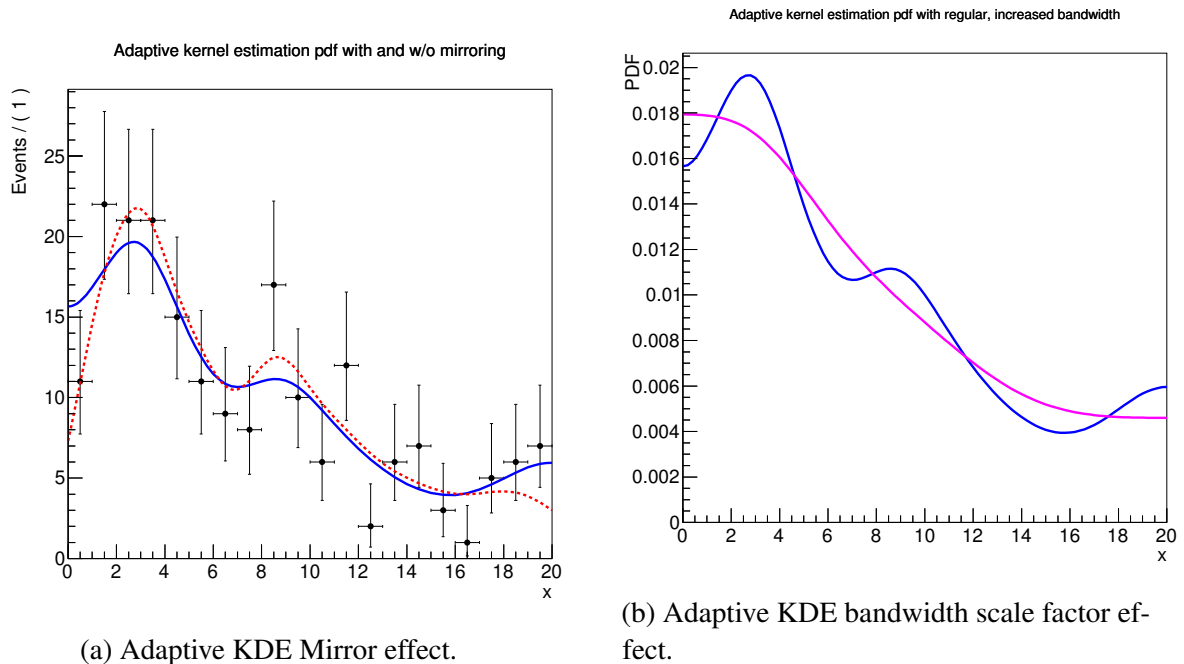 Adaptive kernel estimation pdf with and w/o mirroring
Events / ( 1 )
25
20
15
10
5
0
0 2 4 6 8 10 12 14 16 18 20
x
(a) Adaptive KDE Mirror effect.
Adaptive kernel estimation pdf with regular, increased bandwidth
PDF
0.02
0.018
0.016
0.014
0.012
0.01
0.008
0.006
0.004
0.002
0
0 2 4 6 8 10 12 14 16 18 20
x
(b) Adaptive KDE bandwidth scale factor ef-
fect.